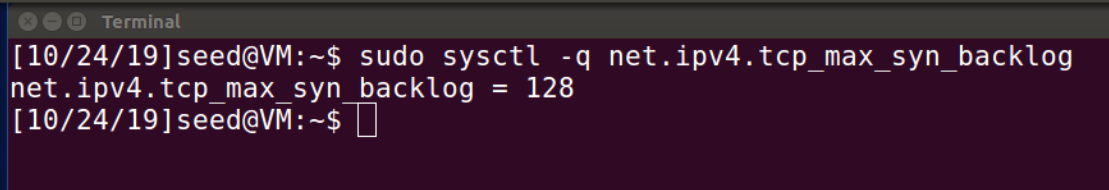 Terminal
[10/24/19]seed@VM:~$ sudo sysctl -q net.ipv4.tcp_max_syn_backlog
net.ipv4.tcp_max_syn_backlog = 128
[10/24/19]seed@VM:~$